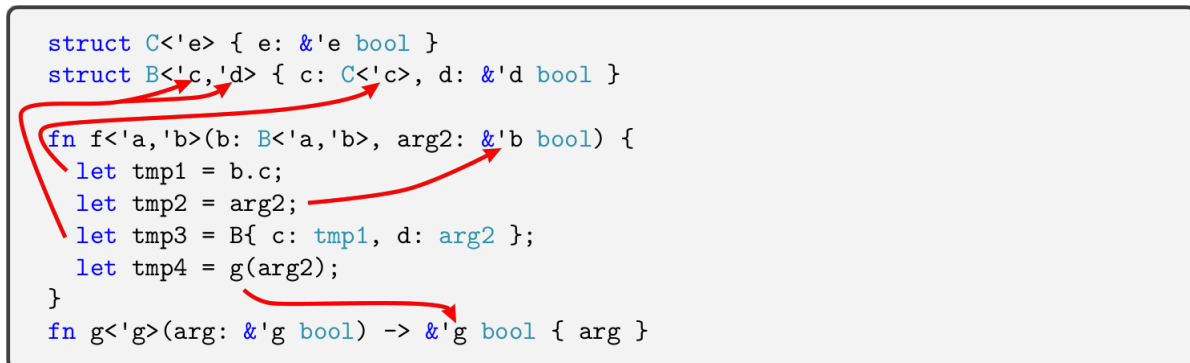 struct C<'e> { e: &'e bool }
struct B<'c,'d> { c: C<'c>, d: &'d bool }
fn f<'a,'b>(b: B<'a,'b>, arg2: &'b bool) {
let tmp1 = b.c;
let tmp2 = arg2;
let tmp3 = B{ c: tmp1, d: arg2 };
let tmp4 = g(arg2);
}
fn g<'g>(arg: &'g bool) -> &'g bool { arg }